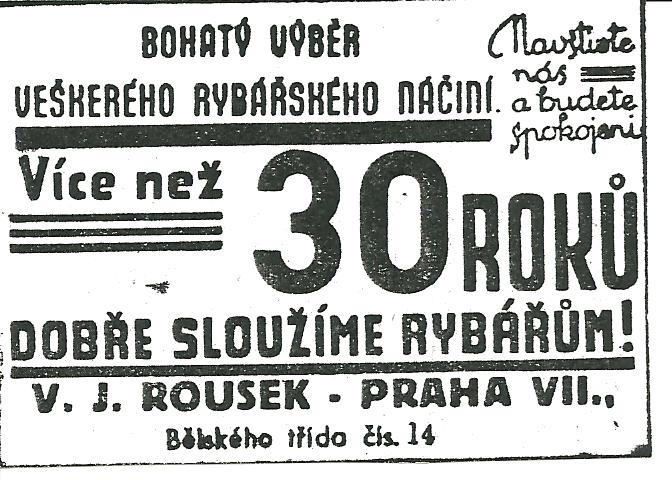 BOHATÝ VÝBĚR
VEŠKERÉHO RYBÁŘSKÉHO NÁČINÍ.
Navštivte
nás
a budete
spokojeni
Více než
30 ROKŮ
DOBŘE SLOUŽÍME RYBÁŘŮM!
V. J. ROUSEK - PRAHA VII.,
Bělského třída čís. 14